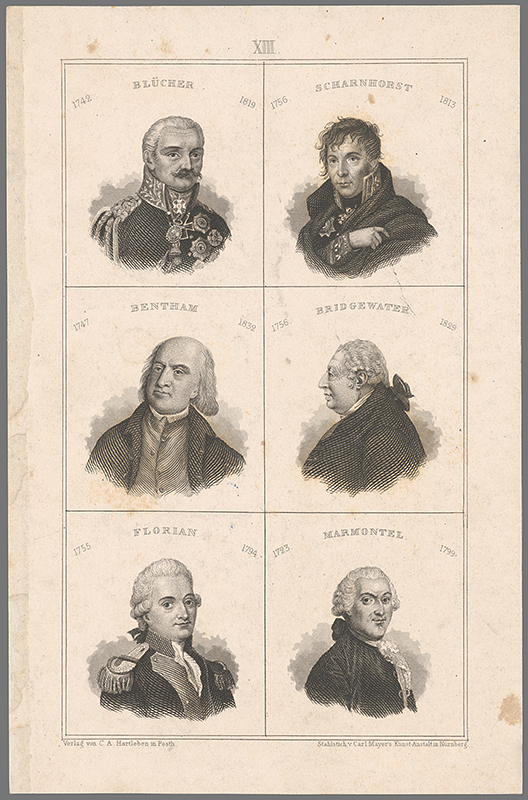 XIII
BLÜCHER
1742 1819
SCHARNHORST
1756 1813
BENTHAM
1747 1832
BRIDGEWATER
1756 1829
FLORIAN
1755 1794
MARMONTEL
1723 1799
Verlag von C. A. Hartleben in Pesth.
Stahlstich v. Carl Mayer's Kunst-Anstalt in Nürnberg